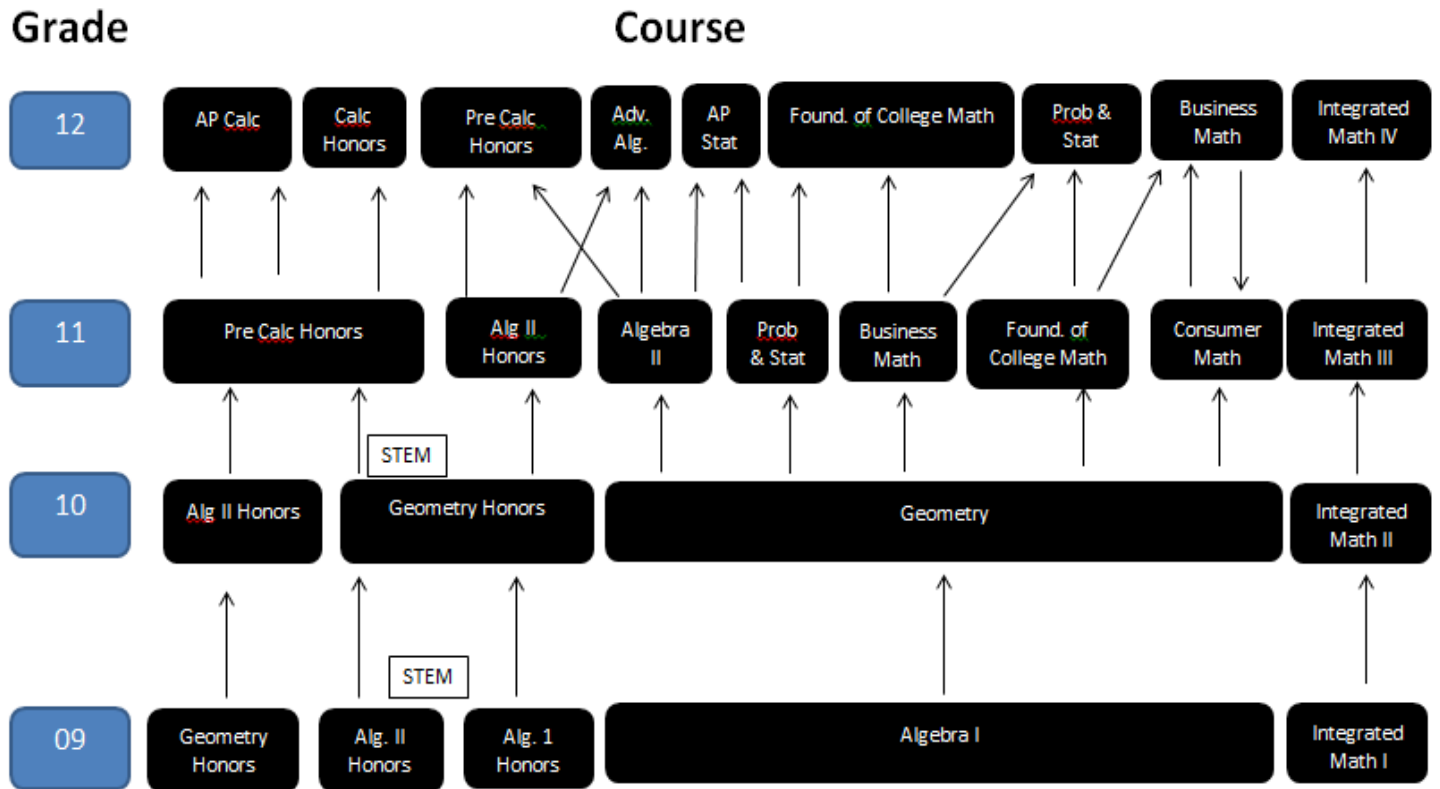 Grade
Course
12
AP Calc
Calc
Honors
Pre Calc
Honors
Adv.
Alg.
AP
Stat
Found. of College Math
Prob &
Stat
Business
Math
Integrated
Math IV
11
Pre Calc Honors
Alg II
Honors
Algebra
II
Prob
& Stat
Business
Math
Found. of
College Math
Consumer
Math
Integrated
Math III
STEM
10
Alg II Honors
Geometry Honors
Geometry
Integrated
Math II
STEM
09
Geometry
Honors
Alg. II
Honors
Alg. 1
Honors
Algebra I
Integrated
Math I